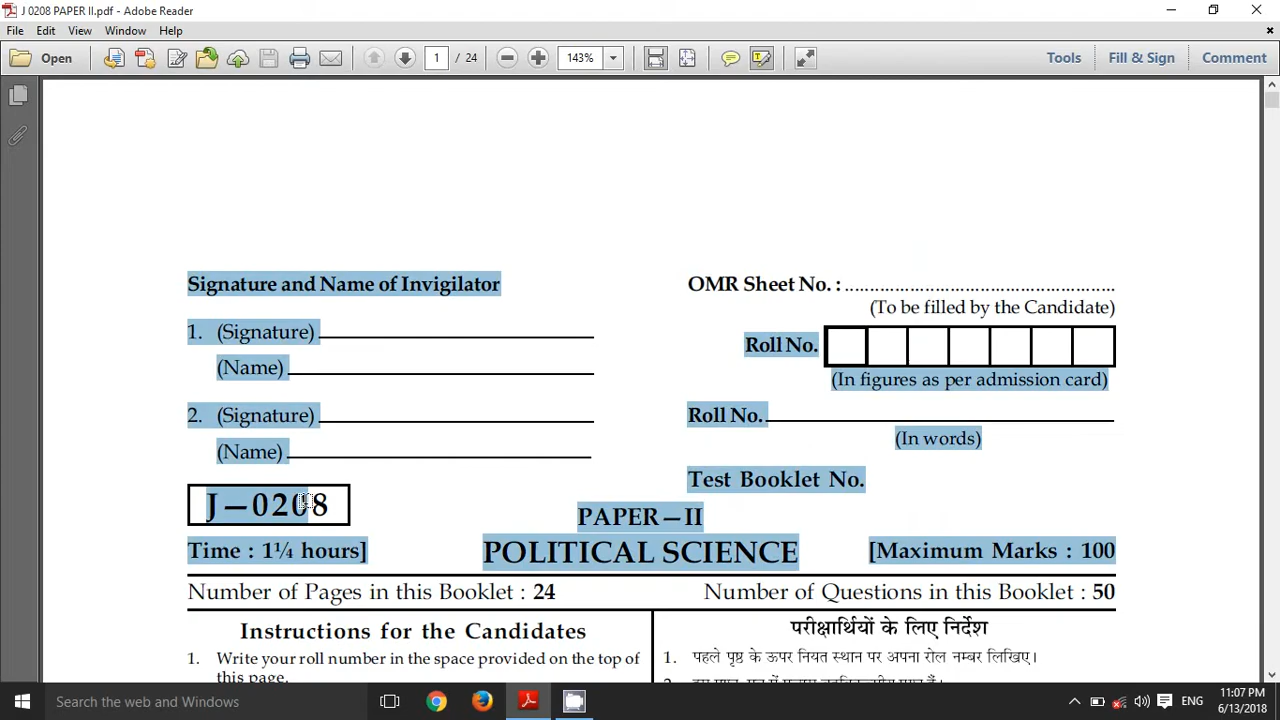 J 0208 PAPER II.pdf - Adobe Reader
File Edit View Window Help
Open 1 / 24 143% Tools Fill & Sign Comment
Signature and Name of Invigilator
1. (Signature)
(Name)
2. (Signature)
(Name)
OMR Sheet No. : ......................................................
(To be filled by the Candidate)
Roll No.
(In figures as per admission card)
Roll No.
(In words)
Test Booklet No.
J—0208
PAPER—II
Time : 1¼ hours] POLITICAL SCIENCE [Maximum Marks : 100
Number of Pages in this Booklet : 24 Number of Questions in this Booklet : 50
Instructions for the Candidates
1. Write your roll number in the space provided on the top of
this page.
परीक्षार्थियों के लिए निर्देश
1. पहले पृष्ठ के ऊपर नियत स्थान पर अपना रोल नम्बर लिखिए।
Search the web and Windows
ENG
11:07 PM
6/13/2018